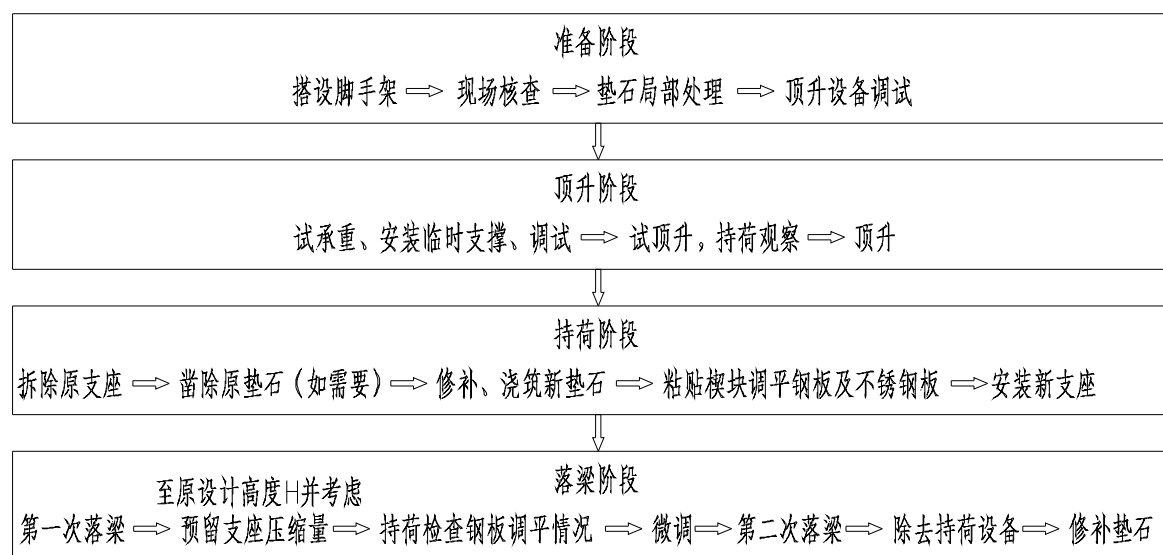 准备阶段
搭设脚手架⇨现场核查⇨垫石局部处理⇨顶升设备调试
顶升阶段
试承重、安装临时支撑、调试⇨试顶升，持荷观察⇨顶升
持荷阶段
拆除原支座⇨凿除原垫石（如需要）⇨修补、浇筑新垫石⇨粘贴楔块调平钢板及不锈钢板⇨安装新支座
落梁阶段
至原设计高度H并考虑
第一次落梁⇨预留支座压缩量⇨持荷检查钢板调平情况⇨微调⇨第二次落梁⇨除去持荷设备⇨修补垫石